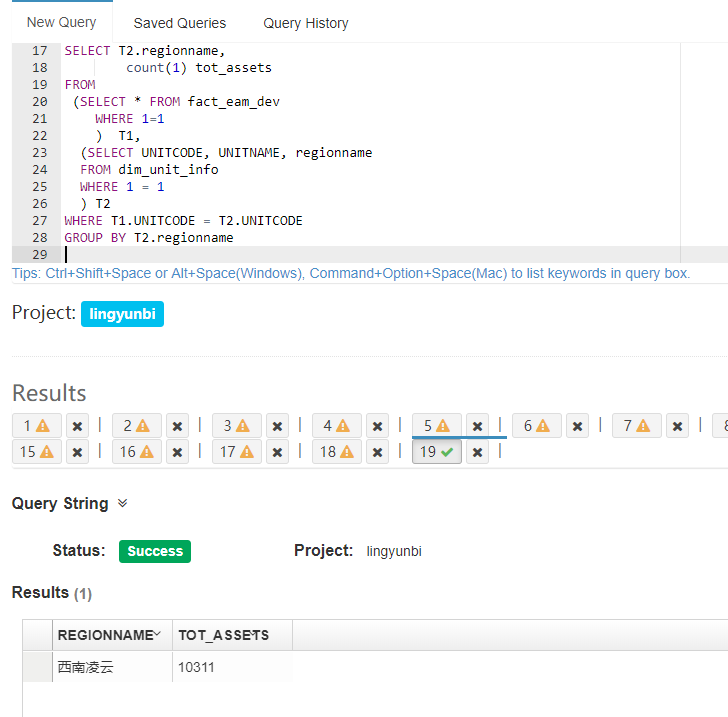 New Query Saved Queries Query History
17 SELECT T2.regionname,
18 count(1) tot_assets
19 FROM
20 (SELECT * FROM fact_eam_dev
21 WHERE 1=1
22 ) T1,
23 (SELECT UNITCODE, UNITNAME, regionname
24 FROM dim_unit_info
25 WHERE 1 = 1
26 ) T2
27 WHERE T1.UNITCODE = T2.UNITCODE
28 GROUP BY T2.regionname
29
Tips: Ctrl+Shift+Space or Alt+Space(Windows), Command+Option+Space(Mac) to list keywords in query box.
Project: lingyunbi
Results
1 | 2 | 3 | 4 | 5 | 6 | 7 | 8
15 | 16 | 17 | 18 | 19 |
Query String
Status: Success Project: lingyunbi
Results (1)
REGIONNAME TOT_ASSETS
西南凌云 10311